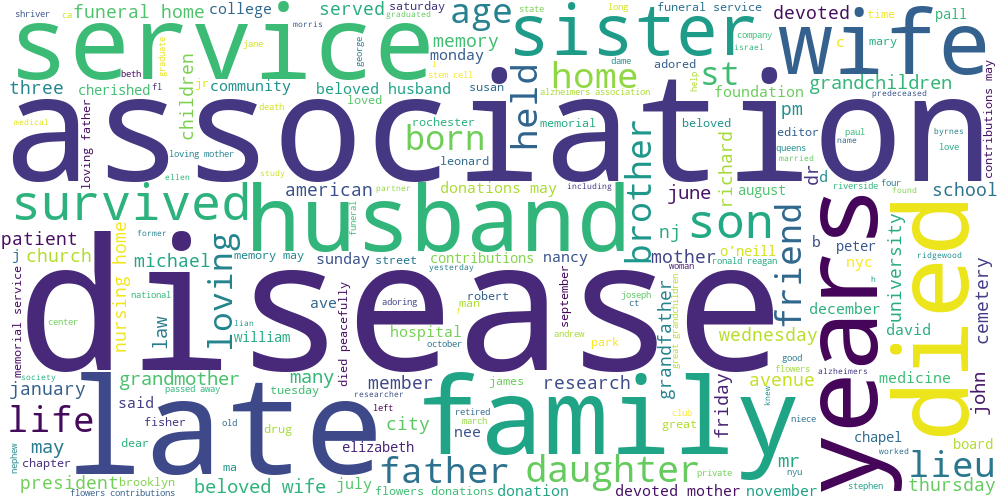 shriver
ca
funeral home
college
served
saturday
age
state
long
funeral service
devoted
time
pall
service
morris
graduated
graduate
jane
george
memory
monday
sister
company
israel
wife
c
mary
beth
fl
three
cherished
jr
community
beloved husband
susan
stem cell
adored
dame
home
help
st
foundation
grandchildren
contributions may
children
loved
alzheimers association
predeceased
medical
death
rochester
held
memorial
beloved
pm
association
loving father
born
brother
richard
editor
paul
byrnes
queens
name
love
loving mother
leonard
married
ellen
study
american
partner
donations may
including
june
august
dr
d
riverside
four
found
school
survived
husband
funeral
son
patient
j
church
former
michael
loving
memory may
sunday
street
contributions
yesterday
nancy
nj
mother
o'neill
ronald reagan
woman
friend
b
peter
nyc
university
ridgewood
memorial service
nursing home
national
law
lian
william
ave
adoring
robert
man
september
joseph
ct
grandfather
great grandchildren
december
h
years
died
cemetery
center
disease
died peacefully
hospital
october
andrew
park
wednesday
david
good
flowers
alzheimers
medicine
society
january
grandmother
passed away
tuesday
many
researcher
member
james
research
friday
avenue
knew
john
late
family
life
said
fisher
old
left
city
nee
retired
march
club
great
niece
chapel
worked
board
nephew
may
chapter
dear
drug
ma
elizabeth
father
daughter
private
mr
nyu
lieu
president
brooklyn
flowers contributions
beloved wife
july
flowers donations
donation
devoted mother
november
stephen
thursday